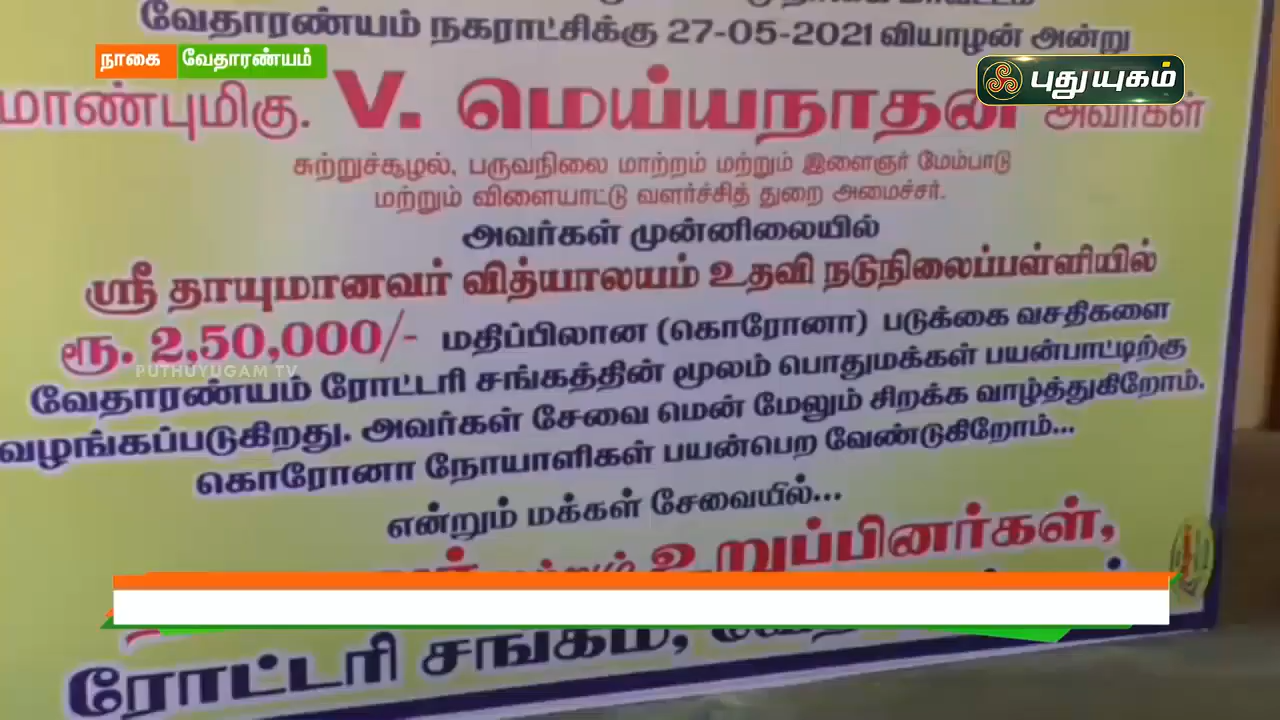 வேதாரண்யம் நகராட்சிக்கு 27-05-2021 வியாழன் அன்று
நாகை வேதாரண்யம்
புதுயுகம்
மாண்புமிகு. V. மெய்யநாதன் அவர்கள்
சுற்றுச்சூழல், பருவநிலை மாற்றம் மற்றும் இளைஞர் மேம்பாடு
மற்றும் விளையாட்டு வளர்ச்சித் துறை அமைச்சர்.
அவர்கள் முன்னிலையில்
ஸ்ரீ தாயுமானவர் வித்யாலயம் உதவி நடுநிலைப்பள்ளியில்
ரூ. 2,50,000/- மதிப்பிலான (கொரோனா) படுக்கை வசதிகளை
PUTHUYUGAM TV
வேதாரண்யம் ரோட்டரி சங்கத்தின் மூலம் பொதுமக்கள் பயன்பாட்டிற்கு
வழங்கப்படுகிறது. அவர்கள் சேவை மென் மேலும் சிறக்க வாழ்த்துகிறோம்.
கொரோனா நோயாளிகள் பயன்பெற வேண்டுகிறோம்...
என்றும் மக்கள் சேவையில்...
உறுப்பினர்கள்,
ரோட்டரி சங்கம்,